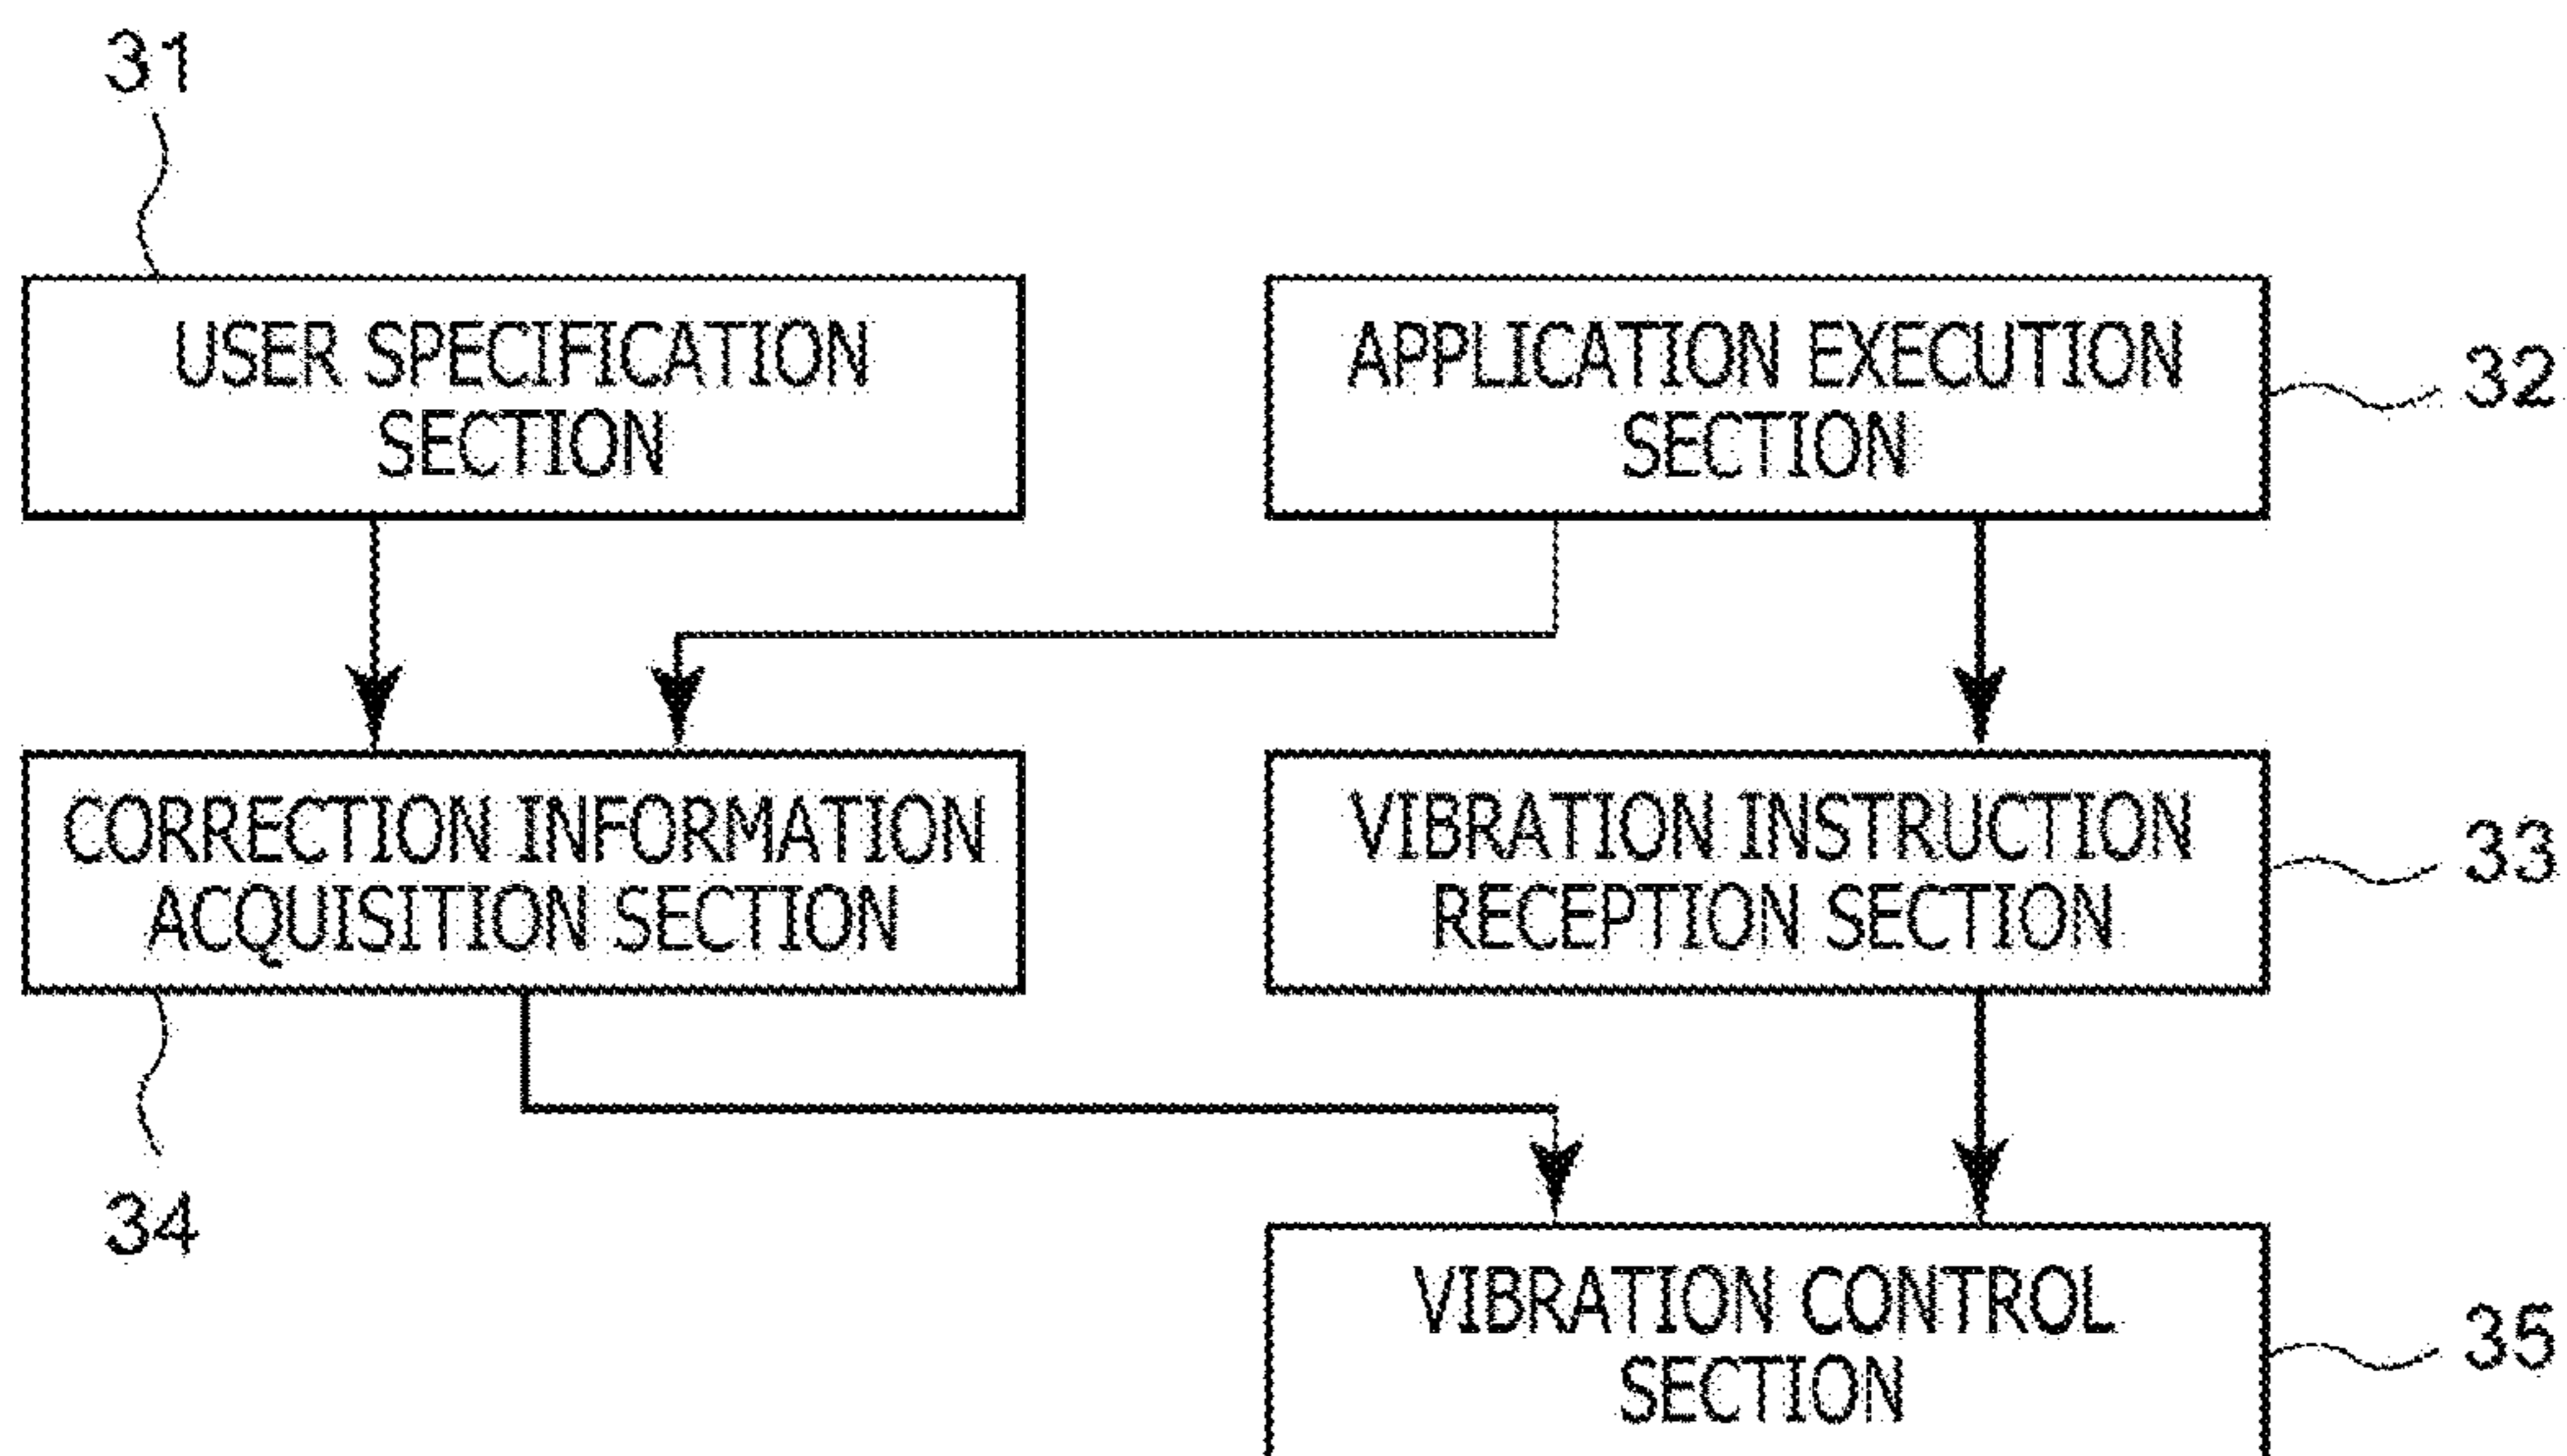 31
USER SPECIFICATION
SECTION
APPLICATION EXECUTION
SECTION
32
CORRECTION INFORMATION
ACQUISITION SECTION
VIBRATION INSTRUCTION
RECEPTION SECTION
33
34
VIBRATION CONTROL
SECTION
35